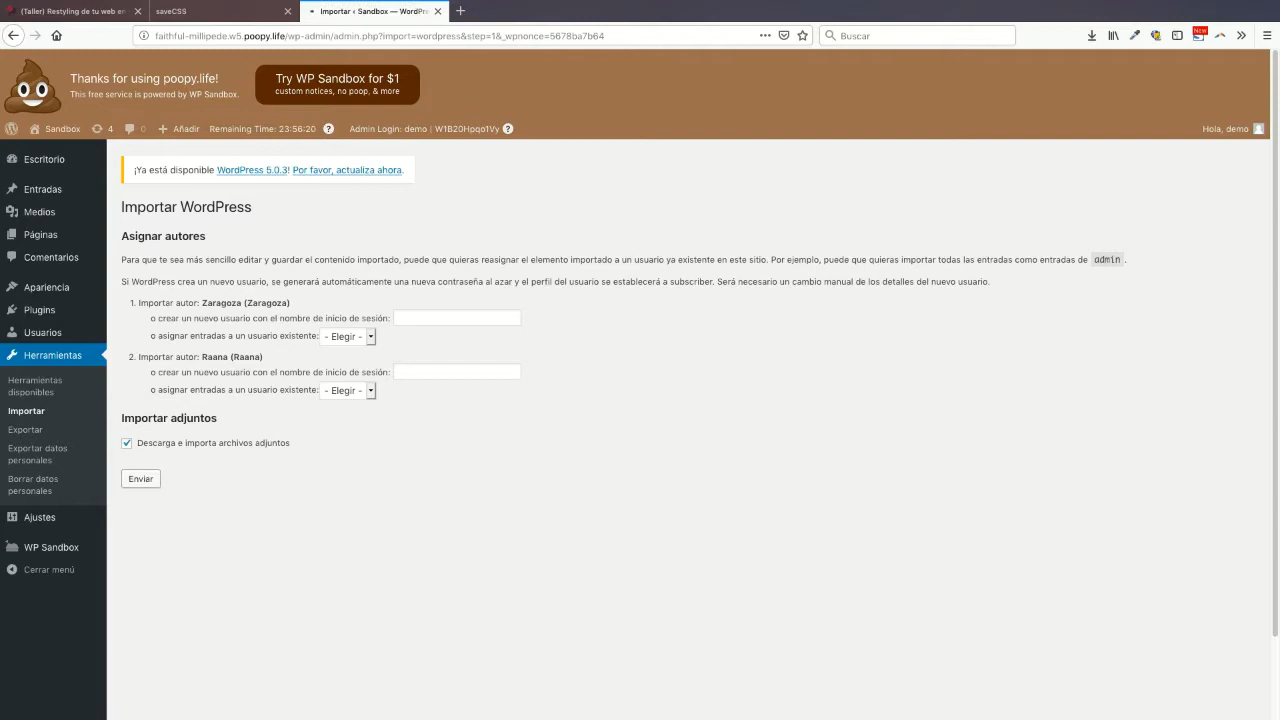 (Taller) Restyling de tu web en
saveCSS
Importar ‹ Sandbox — WordPre
faithful-millipede.w5.poopy.life/wp-admin/admin.php?import=wordpress&step=1&_wpnonce=5678ba7b64
Buscar
New
Thanks for using poopy.life!
This free service is powered by WP Sandbox.
Try WP Sandbox for $1
custom notices, no poop, & more
Sandbox
4
0
Añadir
Remaining Time: 23:56:20
?
Admin Login: demo | W1B20Hpqo1Vy
?
Hola, demo
Escritorio
Entradas
Medios
Páginas
Comentarios
Apariencia
Plugins
Usuarios
Herramientas
Herramientas
disponibles
Importar
Exportar
Exportar datos
personales
Borrar datos
personales
Ajustes
WP Sandbox
Cerrar menú
¡Ya está disponible WordPress 5.0.3! Por favor, actualiza ahora.
Importar WordPress
Asignar autores
Para que te sea más sencillo editar y guardar el contenido importado, puede que quieras reasignar el elemento importado a un usuario ya existente en este sitio. Por ejemplo, puede que quieras importar todas las entradas como entradas de admin.
Si WordPress crea un nuevo usuario, se generará automáticamente una nueva contraseña al azar y el perfil del usuario se establecerá a subscriber. Será necesario un cambio manual de los detalles del nuevo usuario.
1. Importar autor: Zaragoza (Zaragoza)
o crear un nuevo usuario con el nombre de inicio de sesión:
o asignar entradas a un usuario existente: - Elegir -
2. Importar autor: Raana (Raana)
o crear un nuevo usuario con el nombre de inicio de sesión:
o asignar entradas a un usuario existente: - Elegir -
Importar adjuntos
Descarga e importa archivos adjuntos
Enviar